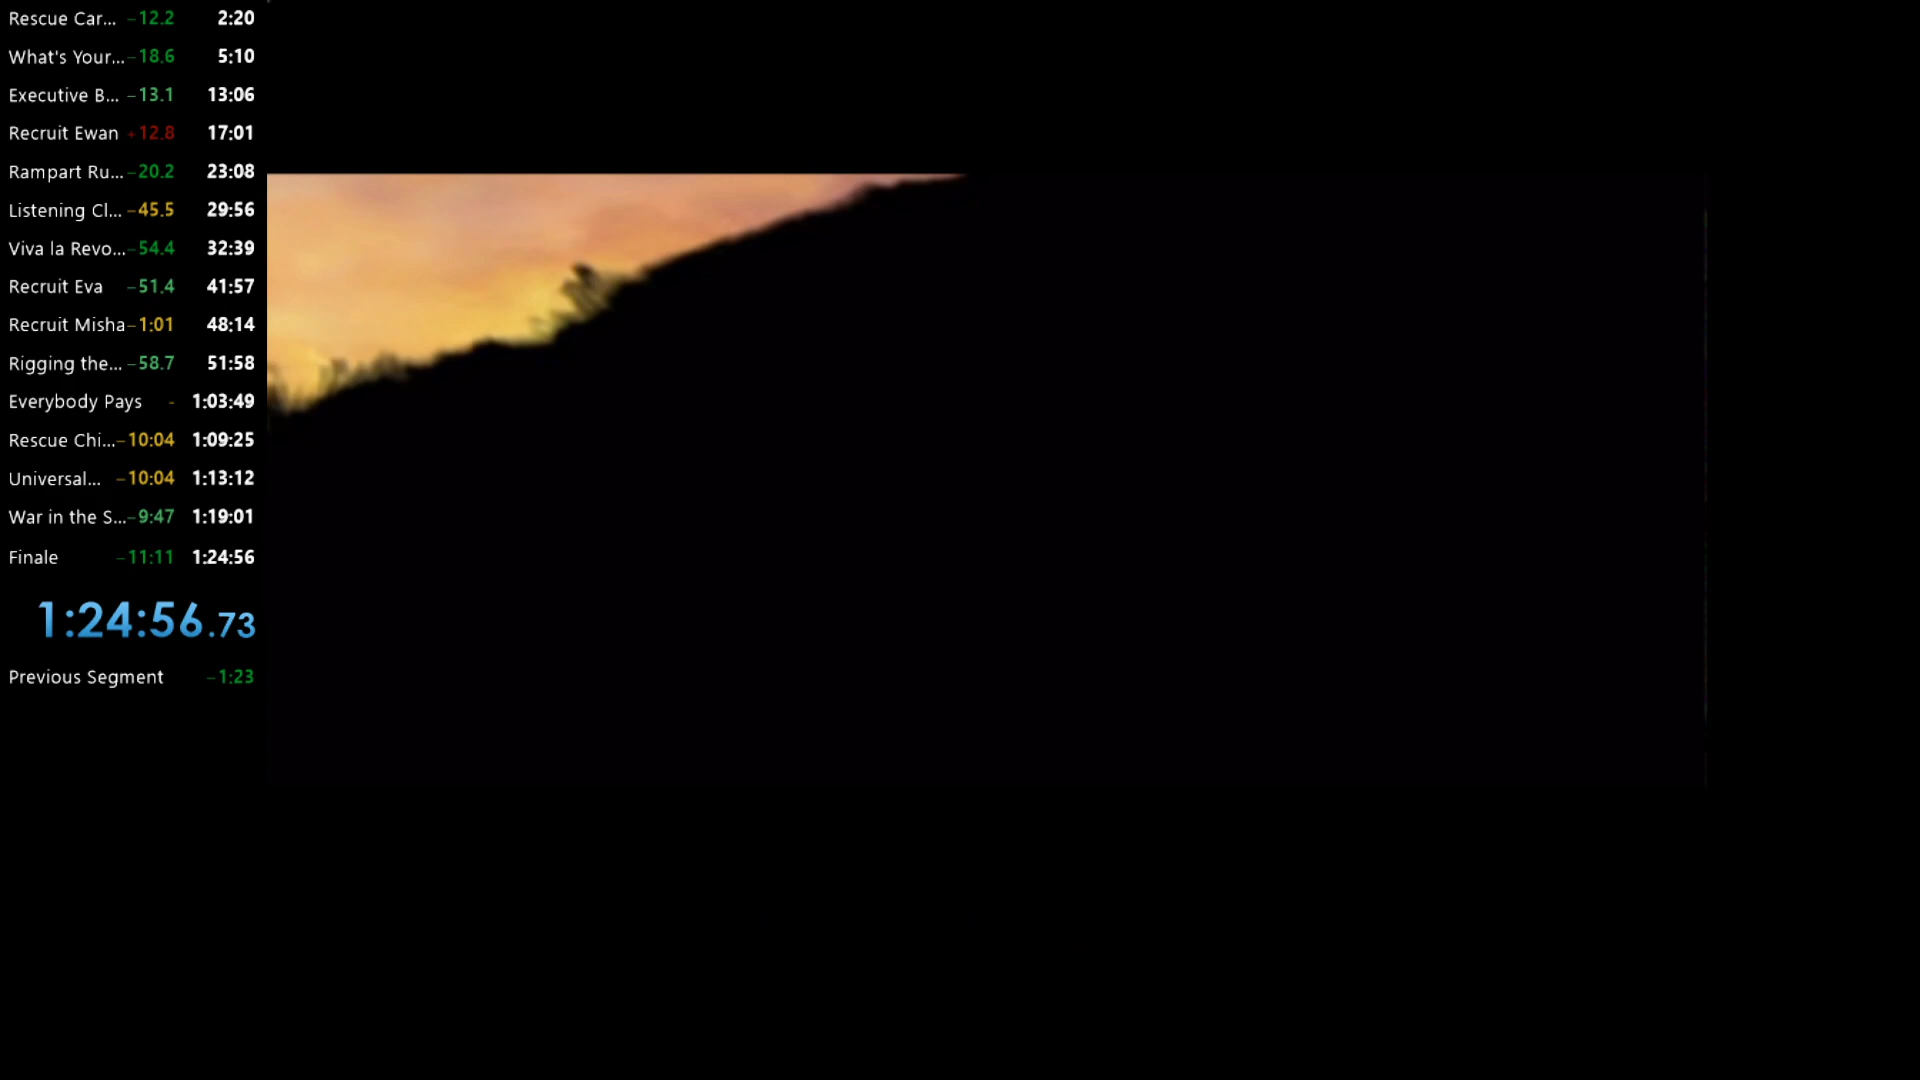 Rescue Car... −12.2 2:20
What's Your... −18.6 5:10
Executive B... −13.1 13:06
Recruit Ewan +12.8 17:01
Rampart Ru... −20.2 23:08
Listening Cl... −45.5 29:56
Viva la Revo... −54.4 32:39
Recruit Eva −51.4 41:57
Recruit Misha −1:01 48:14
Rigging the... −58.7 51:58
Everybody Pays - 1:03:49
Rescue Chi... −10:04 1:09:25
Universal... −10:04 1:13:12
War in the S... −9:47 1:19:01
Finale −11:11 1:24:56
1:24:56.73
Previous Segment −1:23